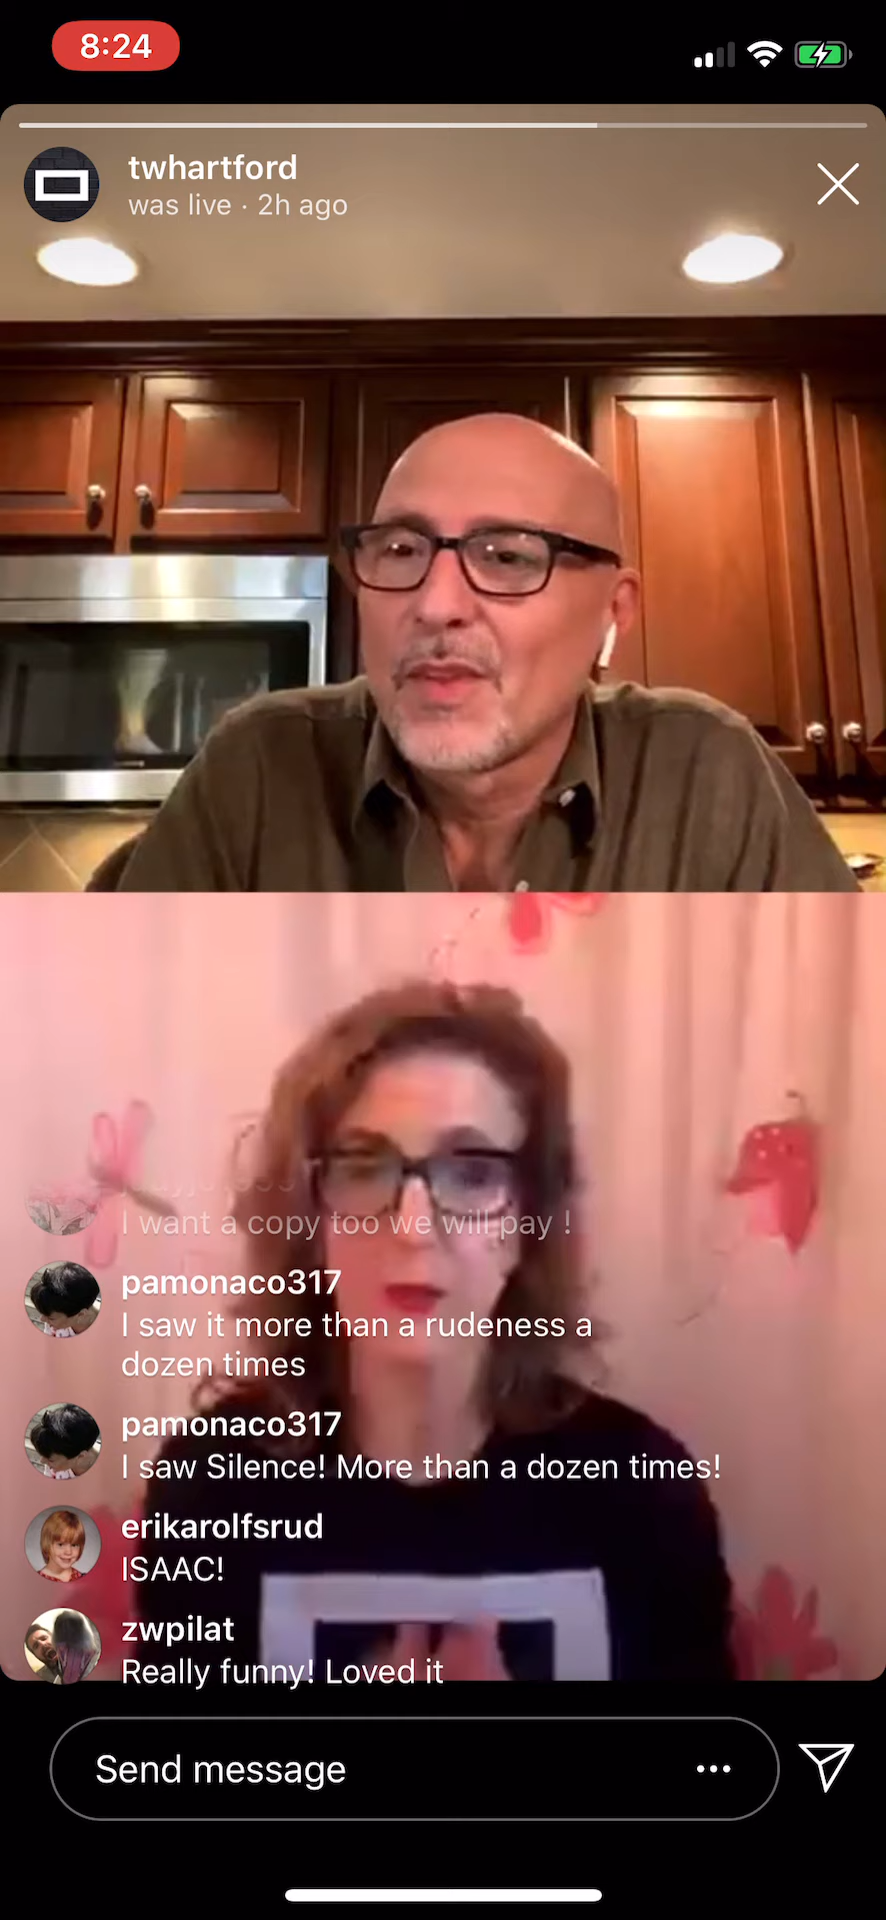 8:24
twhartford
was live · 2h ago
I want a copy too we will pay !
pamonaco317
I saw it more than a rudeness a
dozen times
pamonaco317
I saw Silence! More than a dozen times!
erikarolfsrud
ISAAC!
zwpilat
Really funny! Loved it
Send message